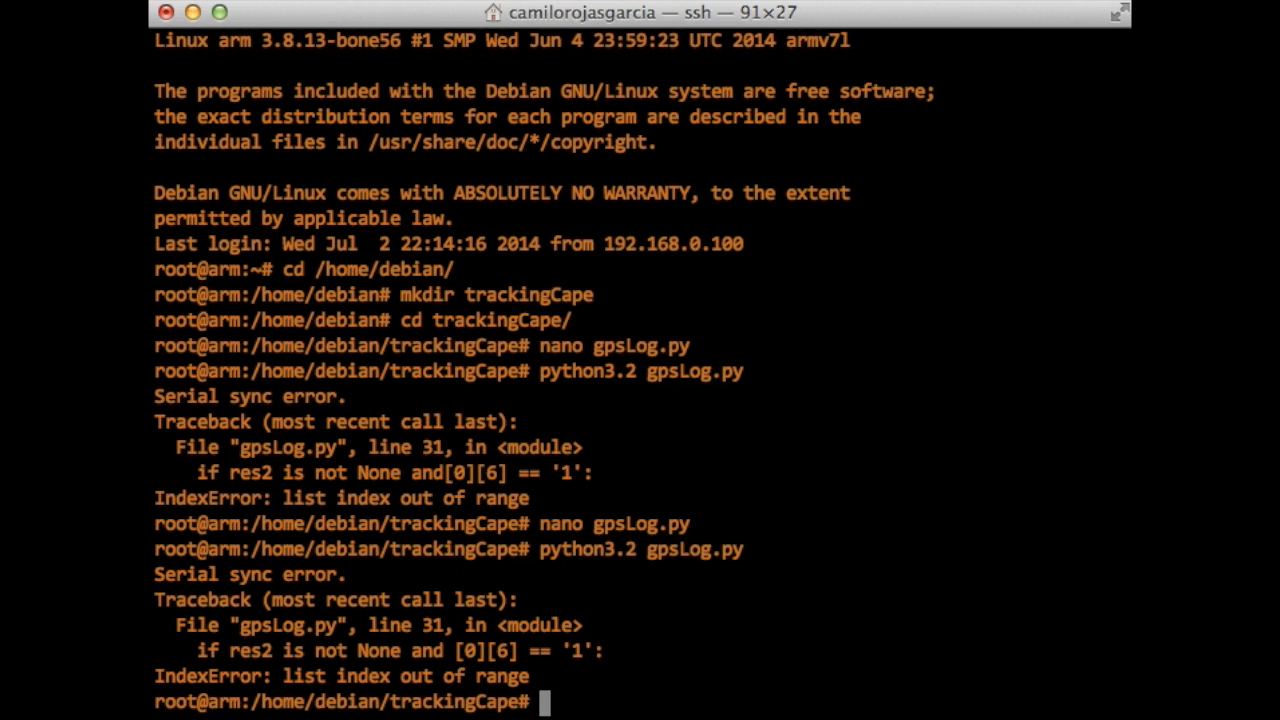 camilorojasgarcia — ssh — 91×27
Linux arm 3.8.13-bone56 #1 SMP Wed Jun 4 23:59:23 UTC 2014 armv7l
The programs included with the Debian GNU/Linux system are free software;
the exact distribution terms for each program are described in the
individual files in /usr/share/doc/*/copyright.
Debian GNU/Linux comes with ABSOLUTELY NO WARRANTY, to the extent
permitted by applicable law.
Last login: Wed Jul  2 22:14:16 2014 from 192.168.0.100
root@arm:~# cd /home/debian/
root@arm:/home/debian# mkdir trackingCape
root@arm:/home/debian# cd trackingCape/
root@arm:/home/debian/trackingCape# nano gpsLog.py
root@arm:/home/debian/trackingCape# python3.2 gpsLog.py
Serial sync error.
Traceback (most recent call last):
  File "gpsLog.py", line 31, in <module>
    if res2 is not None and[0][6] == '1':
IndexError: list index out of range
root@arm:/home/debian/trackingCape# nano gpsLog.py
root@arm:/home/debian/trackingCape# python3.2 gpsLog.py
Serial sync error.
Traceback (most recent call last):
  File "gpsLog.py", line 31, in <module>
    if res2 is not None and [0][6] == '1':
IndexError: list index out of range
root@arm:/home/debian/trackingCape#